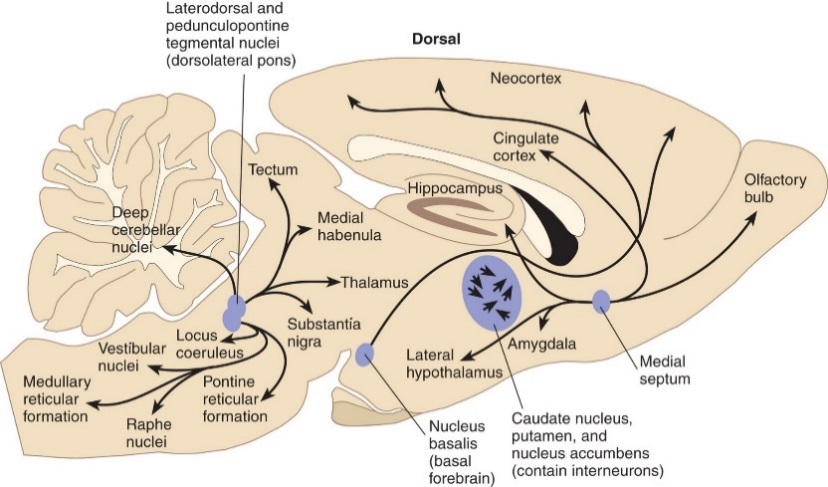 Laterodorsal and
pedunculopontine
tegmental nuclei
(dorsolateral pons)
Dorsal
Neocortex
Cingulate
cortex
Tectum
Hippocampus
Olfactory
bulb
Deep
cerebellar
nuclei
Medial
habenula
Thalamus
Substantia
nigra
Locus
coeruleus
Vestibular
nuclei
Medullary
reticular
formation
Pontine
reticular
formation
Raphe
nuclei
Lateral
hypothalamus
Amygdala
Medial
septum
Nucleus
basalis
(basal
forebrain)
Caudate nucleus,
putamen, and
nucleus accumbens
(contain interneurons)